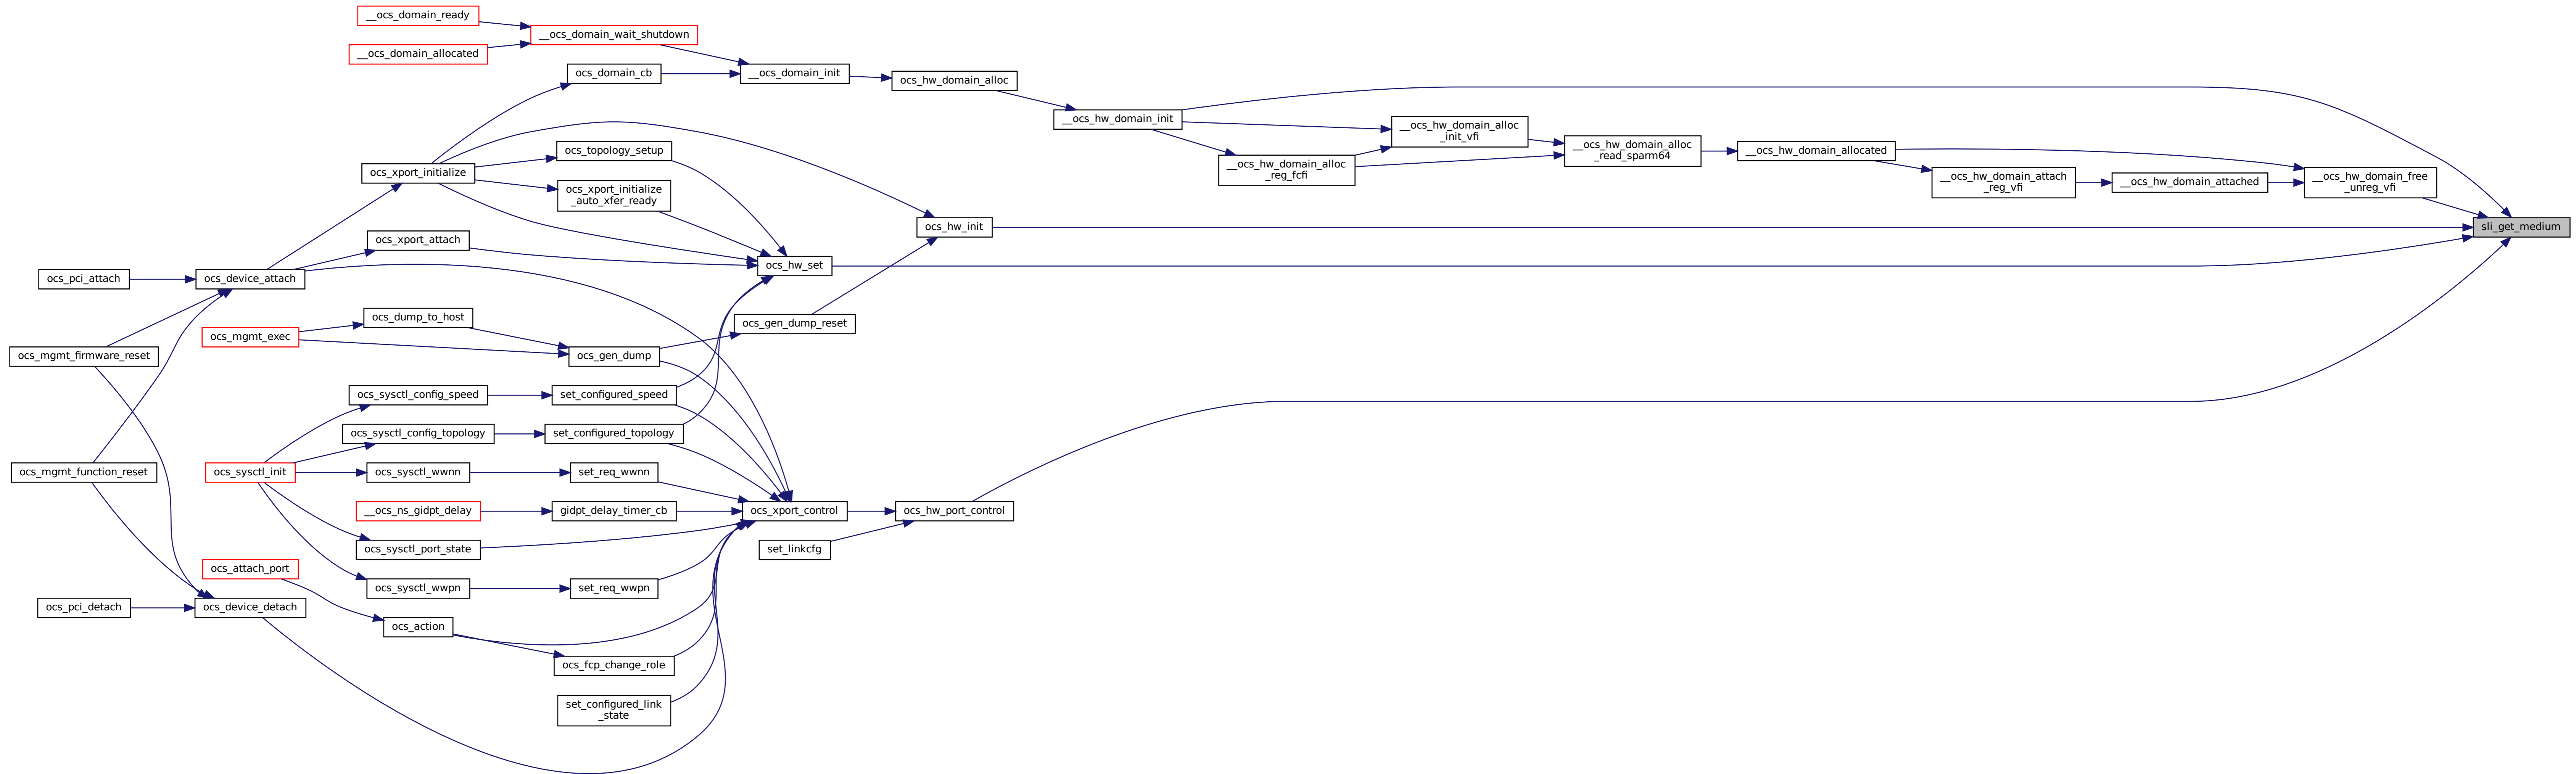 __ocs_domain_ready
__ocs_domain_wait_shutdown
__ocs_domain_allocated
ocs_domain_cb
__ocs_domain_init
ocs_hw_domain_alloc
__ocs_hw_domain_init
__ocs_hw_domain_alloc
_init_vfi
__ocs_hw_domain_alloc
_reg_fcfi
__ocs_hw_domain_alloc
_read_sparm64
__ocs_hw_domain_allocated
__ocs_hw_domain_attach
_reg_vfi
__ocs_hw_domain_attached
__ocs_hw_domain_free
_unreg_vfi
sli_get_medium
ocs_topology_setup
ocs_xport_initialize
ocs_xport_initialize
_auto_xfer_ready
ocs_hw_init
ocs_xport_attach
ocs_hw_set
ocs_pci_attach
ocs_device_attach
ocs_dump_to_host
ocs_gen_dump_reset
ocs_mgmt_exec
ocs_mgmt_firmware_reset
ocs_gen_dump
ocs_sysctl_config_speed
set_configured_speed
ocs_sysctl_config_topology
set_configured_topology
ocs_mgmt_function_reset
ocs_sysctl_init
ocs_sysctl_wwnn
set_req_wwnn
__ocs_ns_gidpt_delay
gidpt_delay_timer_cb
ocs_xport_control
ocs_hw_port_control
ocs_sysctl_port_state
set_linkcfg
ocs_attach_port
ocs_sysctl_wwpn
set_req_wwpn
ocs_pci_detach
ocs_device_detach
ocs_action
ocs_fcp_change_role
set_configured_link
_state